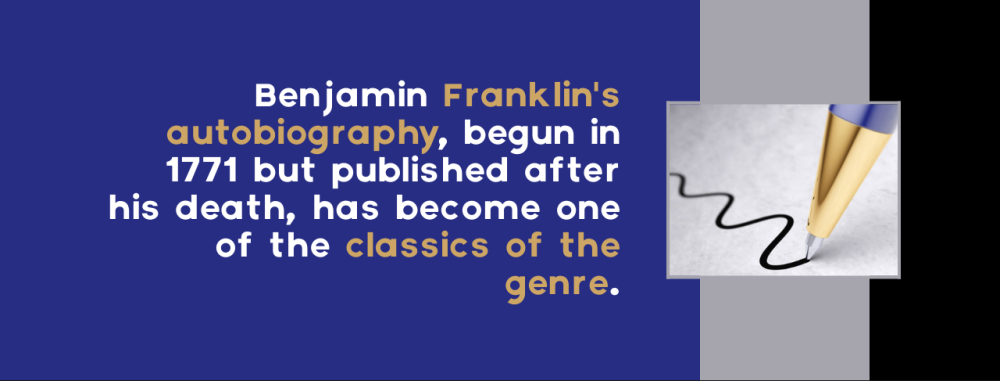 Benjamin Franklin's
autobiography, begun in
1771 but published after
his death, has become one
of the classics of the
genre.